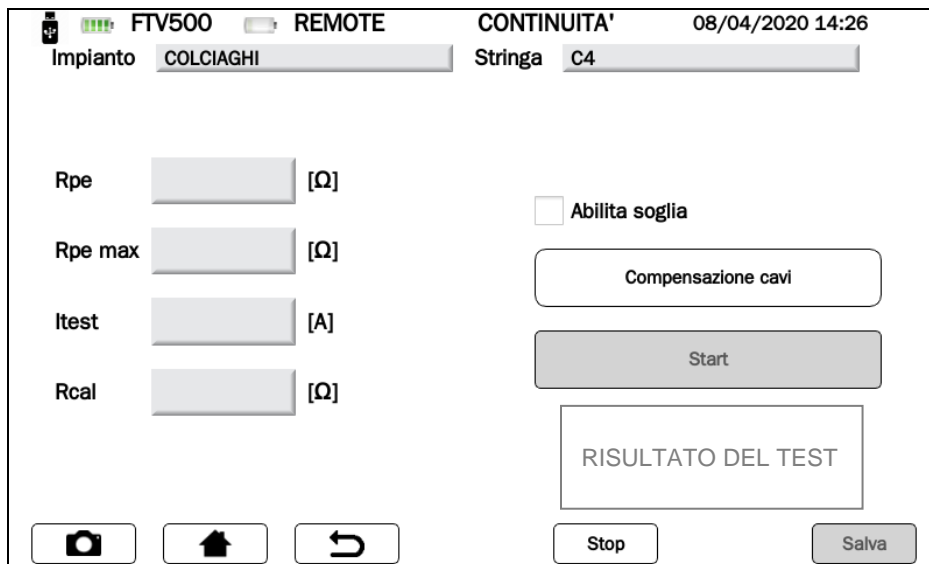 FTV500 REMOTE CONTINUITA' 08/04/2020 14:26
Impianto COLCIAGHI Stringa C4
Rpe [Ω]
Abilita soglia
Rpe max [Ω]
Compensazione cavi
Itest [A]
Start
Rcal [Ω]
RISULTATO DEL TEST
Stop Salva